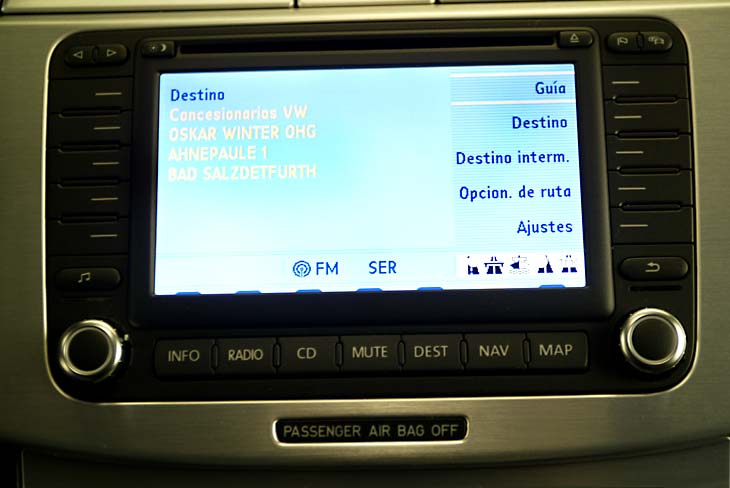 Destino
Concesionarios VW
OSKAR WINTER OHG
AHNEPAULE 1
BAD SALZDETFURTH
Guía
Destino
Destino interm.
Opcion. de ruta
Ajustes
FM SER
INFO RADIO CD MUTE DEST NAV MAP
PASSENGER AIR BAG OFF